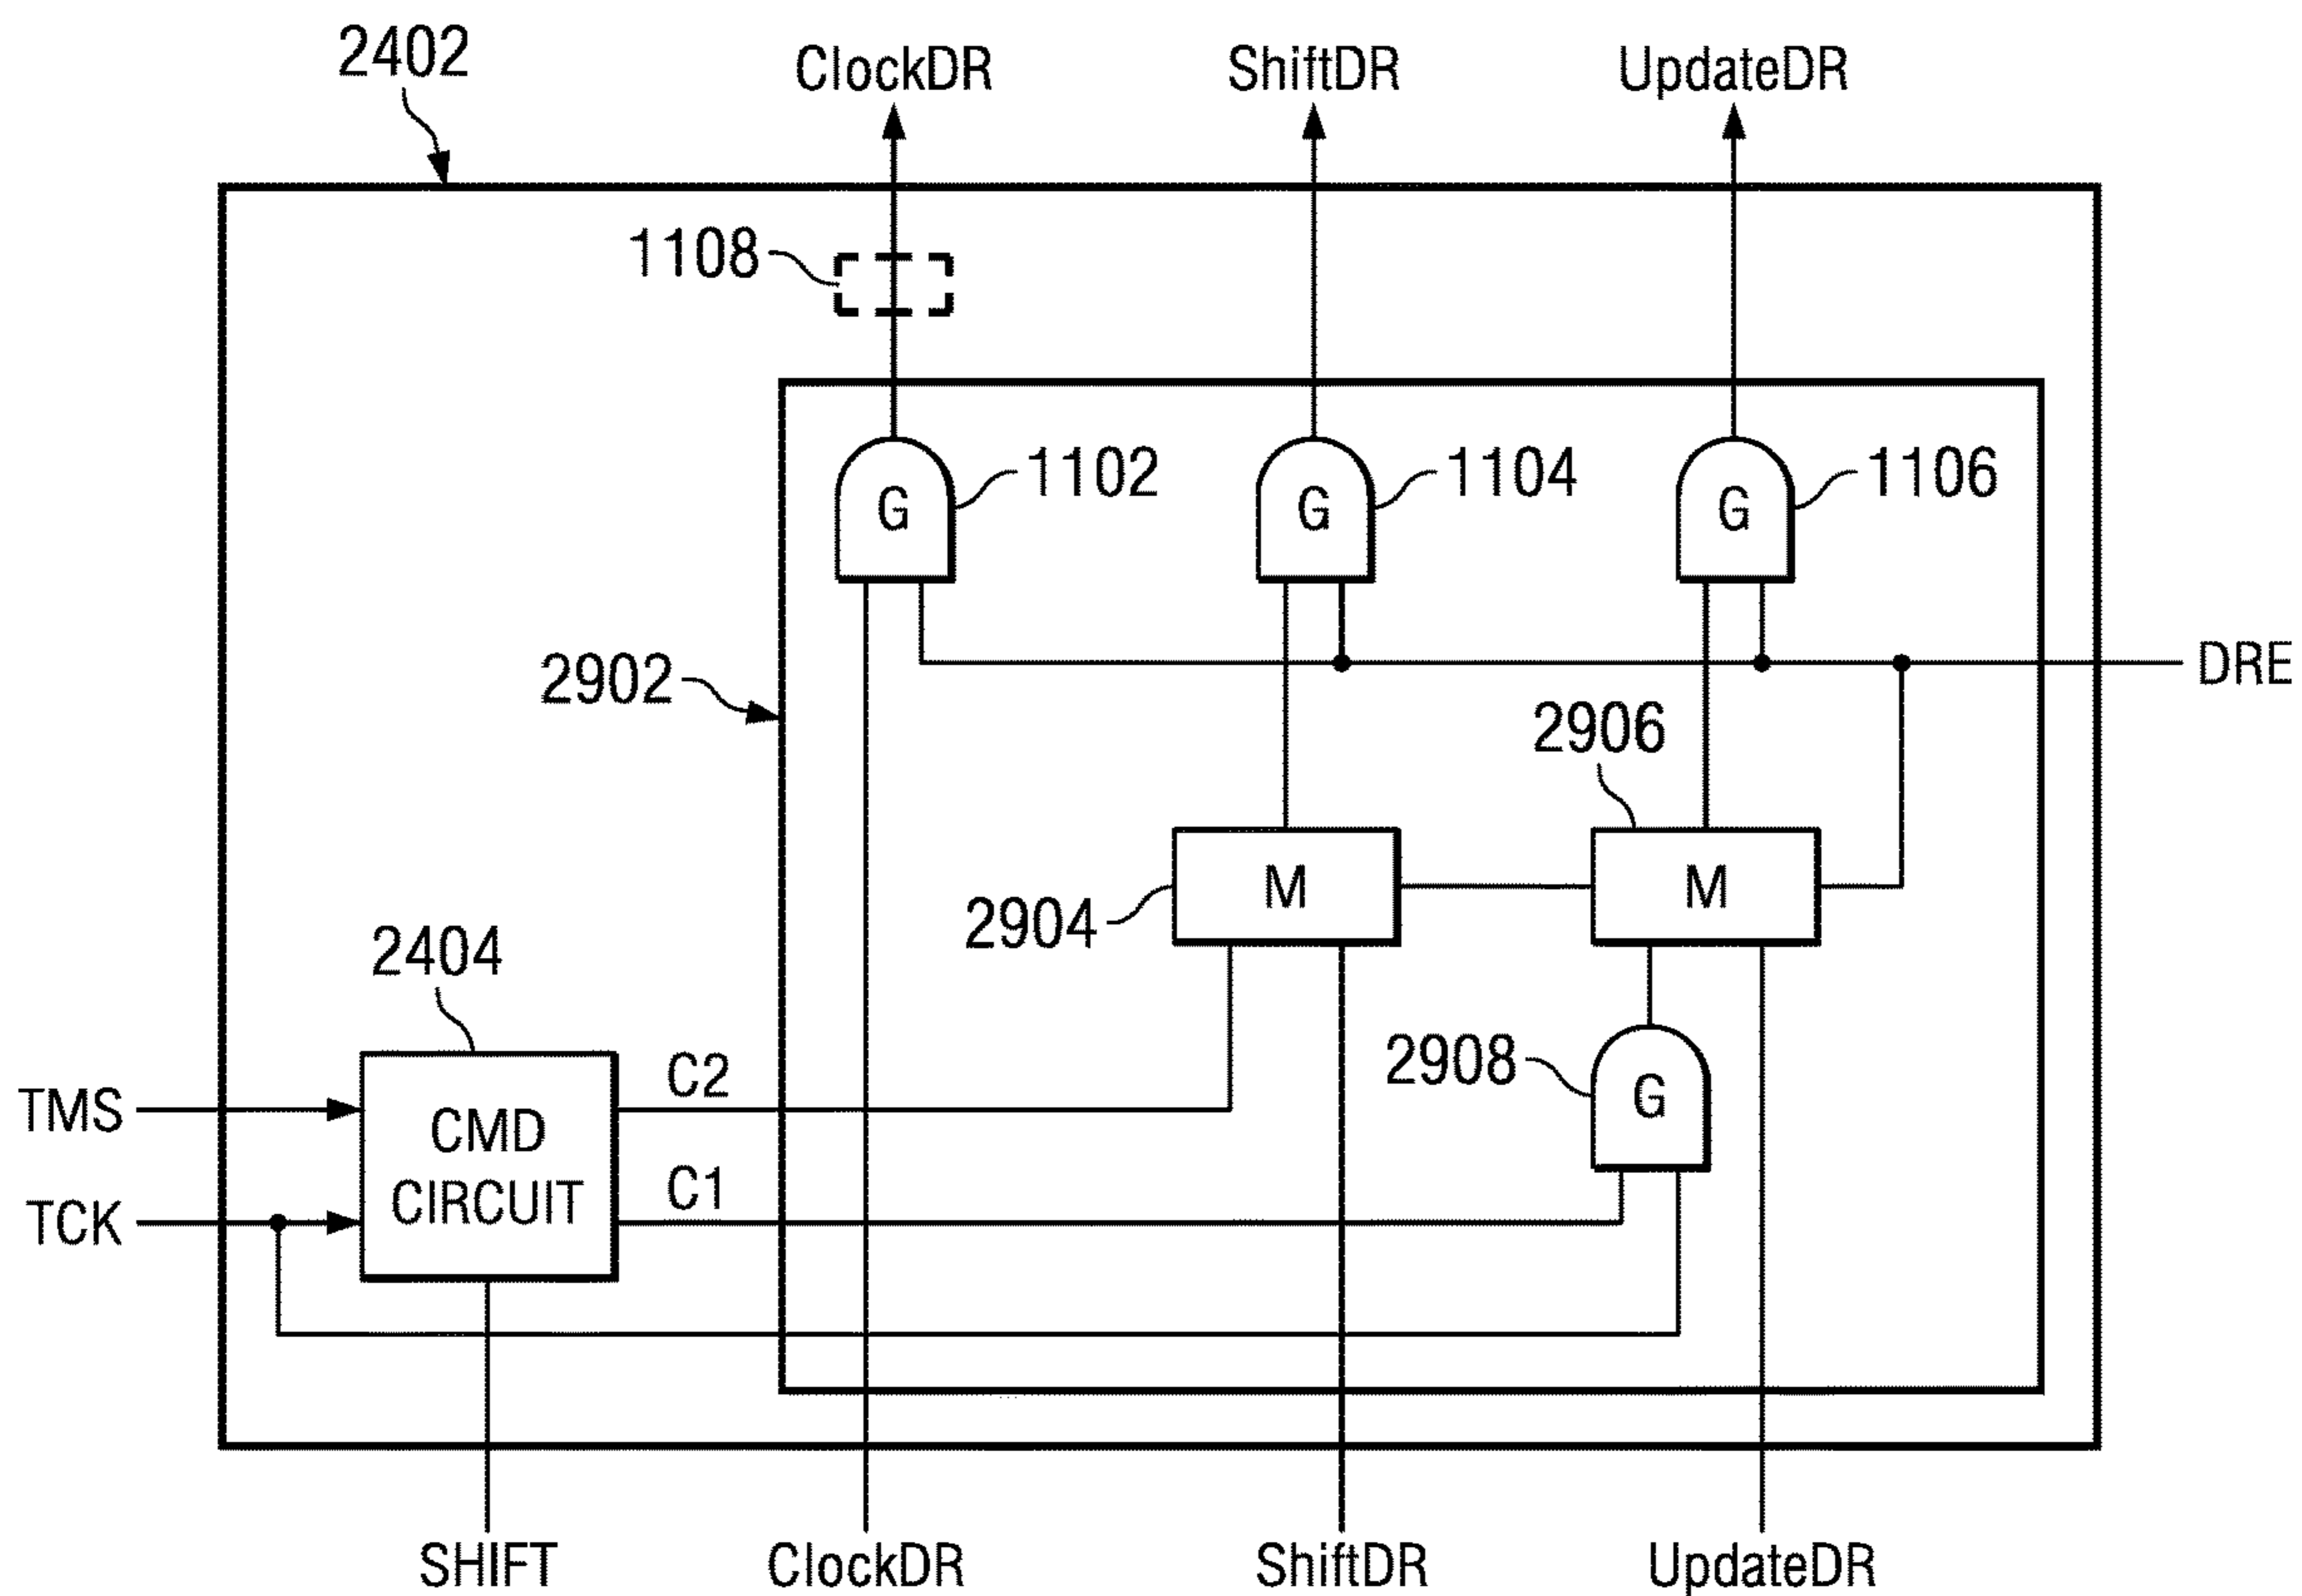 2402
ClockDR
ShiftDR
UpdateDR
1108
G
1102
G
1104
G
1106
2902
DRE
2906
M
M
2904
2404
2908
G
C2
TMS
CMD
CIRCUIT
C1
TCK
SHIFT
ClockDR
ShiftDR
UpdateDR